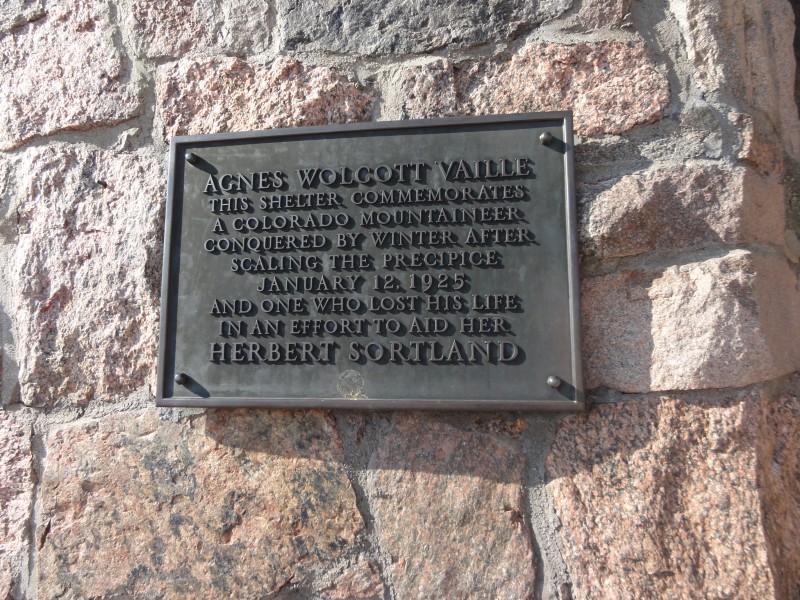 AGNES WOLCOTT VAILLE
THIS SHELTER COMMEMORATES
A COLORADO MOUNTAINEER
CONQUERED BY WINTER AFTER
SCALING THE PRECIPICE
JANUARY 12, 1925
AND ONE WHO LOST HIS LIFE
IN AN EFFORT TO AID HER
HERBERT SORTLAND